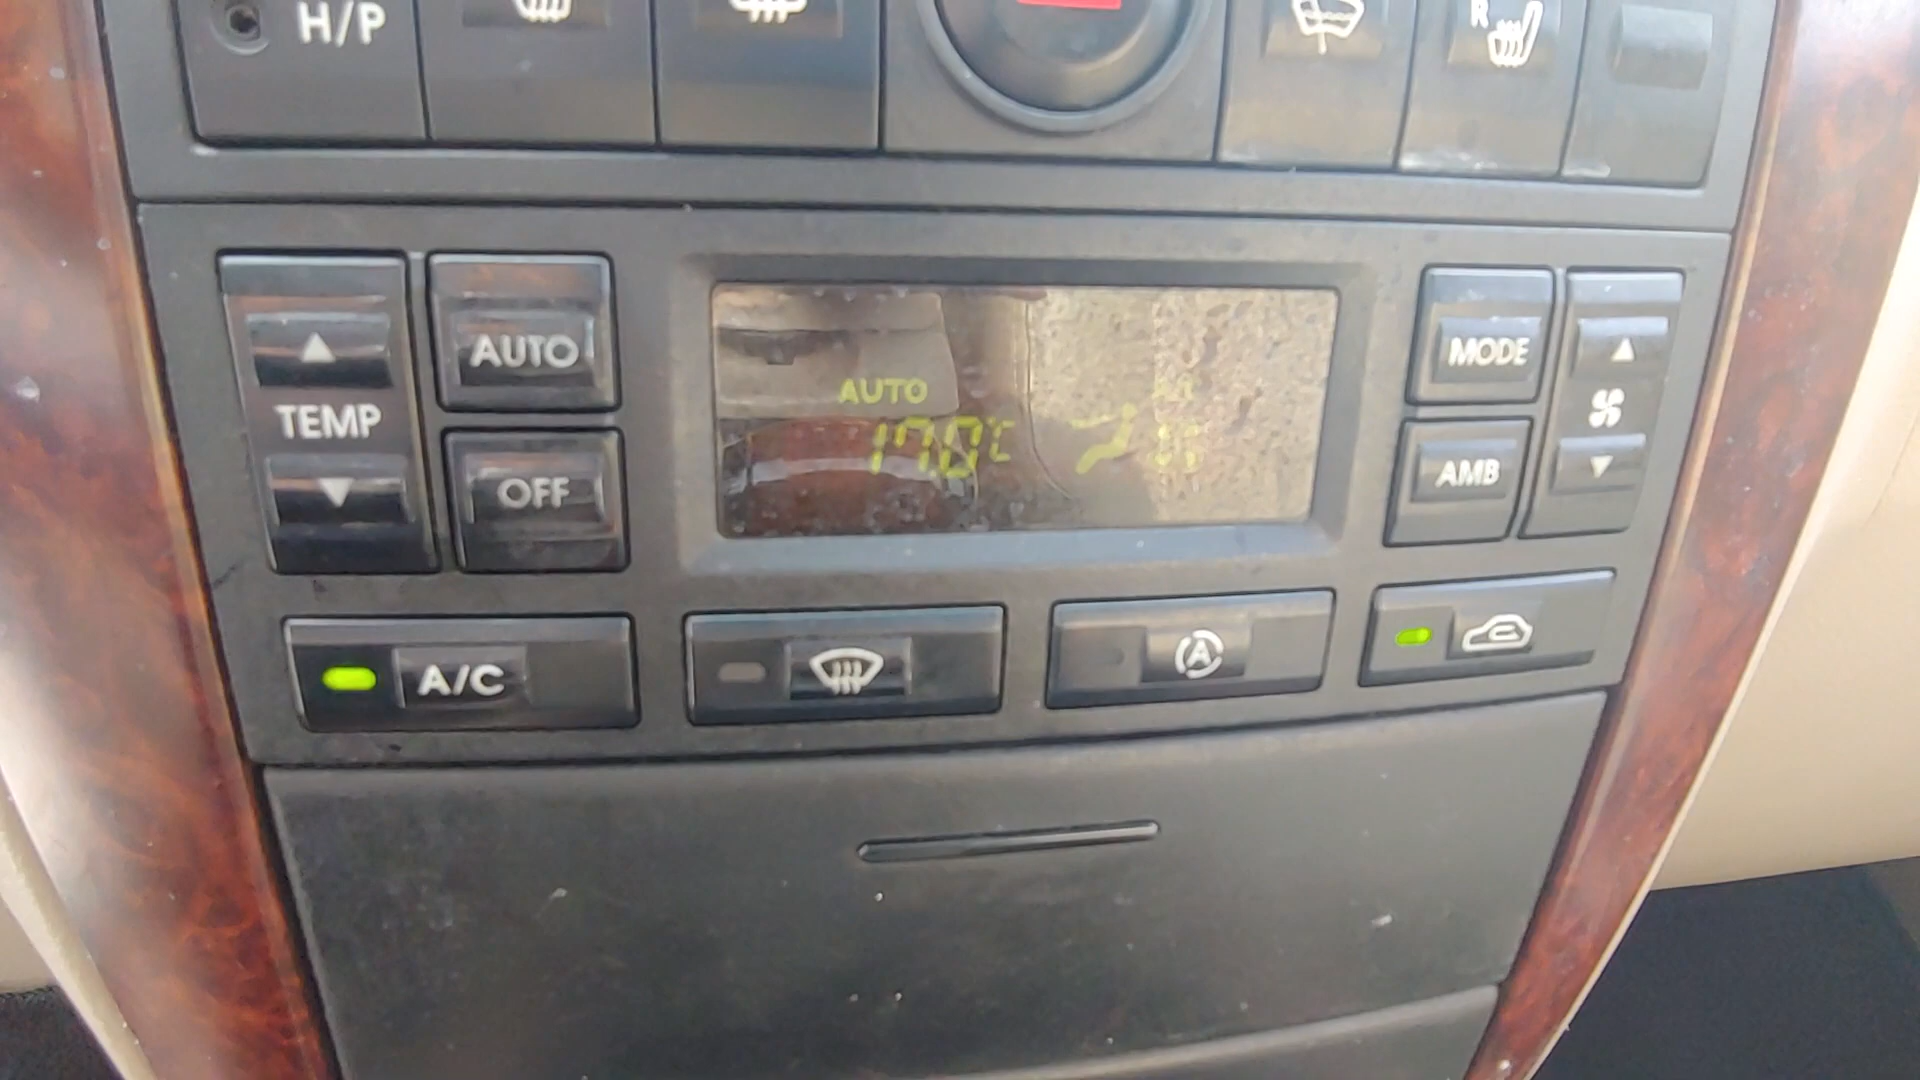 H/P
R
AUTO
MODE
TEMP
OFF
AMB
AUTO
17.0°C
A/C
A